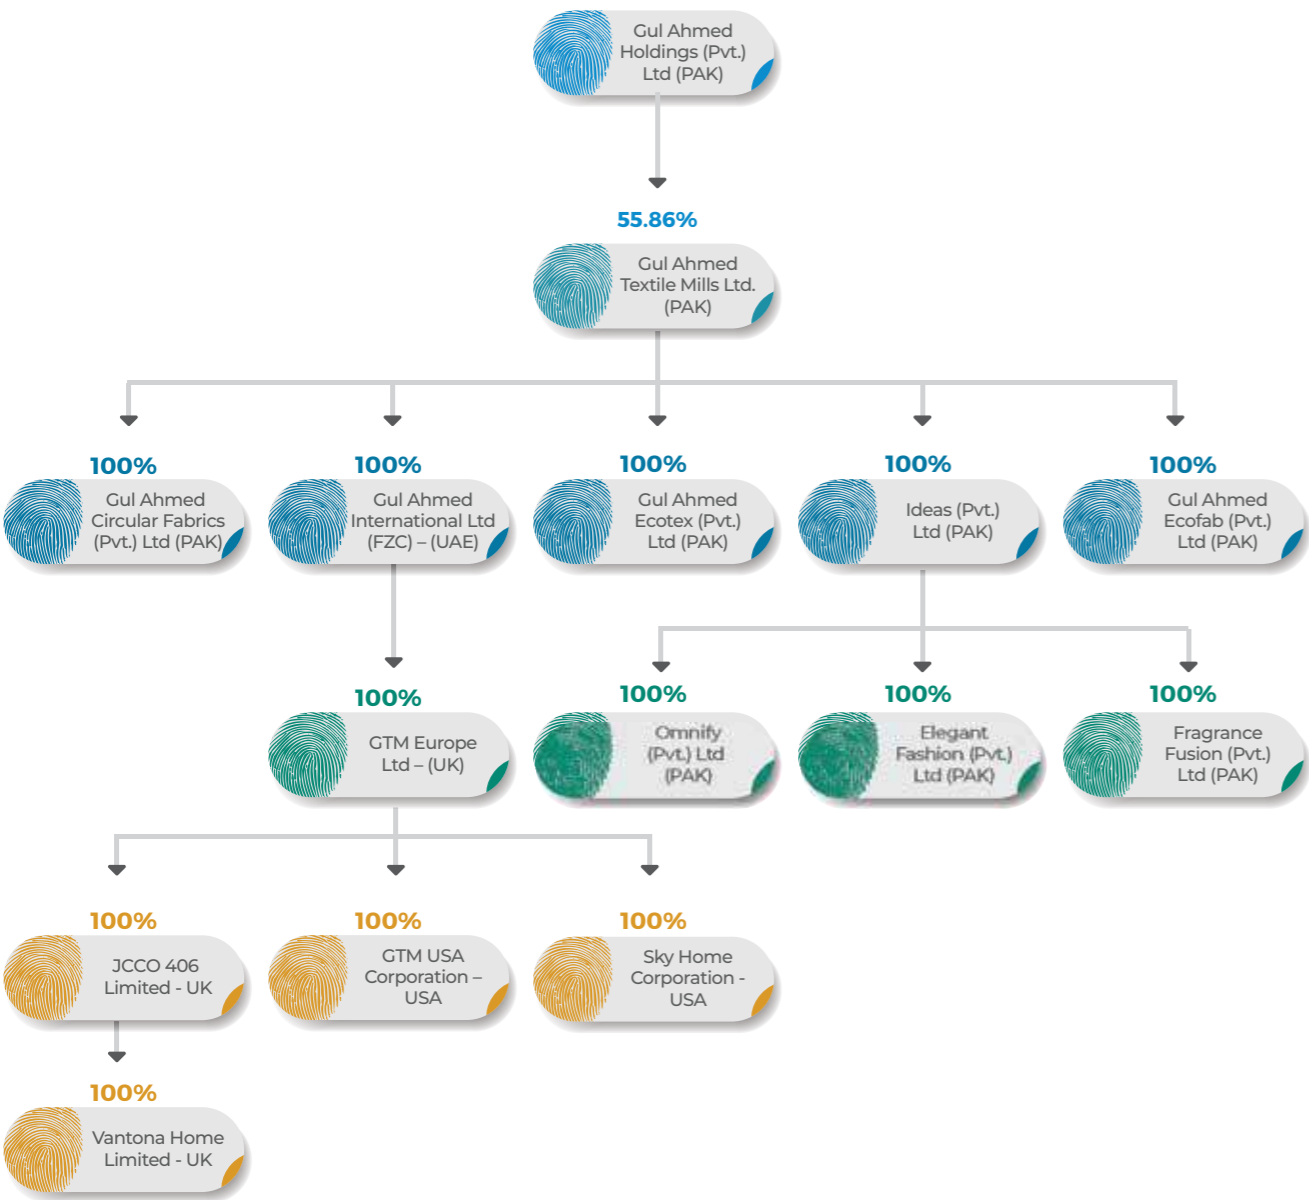 Gul Ahmed
Holdings (Pvt.)
Ltd (PAK)
55.86%
Gul Ahmed
Textile Mills Ltd.
(PAK)
100%
Gul Ahmed
Circular Fabrics
(Pvt.) Ltd (PAK)
100%
Gul Ahmed
International Ltd
(FZC) – (UAE)
100%
Gul Ahmed
Ecotex (Pvt.)
Ltd (PAK)
100%
Ideas (Pvt.)
Ltd (PAK)
100%
Gul Ahmed
Ecofab (Pvt.)
Ltd (PAK)
100%
GTM Europe
Ltd – (UK)
100%
Omnify
(Pvt.) Ltd
(PAK)
100%
Elegant
Fashion (Pvt.)
Ltd (PAK)
100%
Fragrance
Fusion (Pvt.)
Ltd (PAK)
100%
JCCO 406
Limited - UK
100%
GTM USA
Corporation –
USA
100%
Sky Home
Corporation -
USA
100%
Vantona Home
Limited - UK